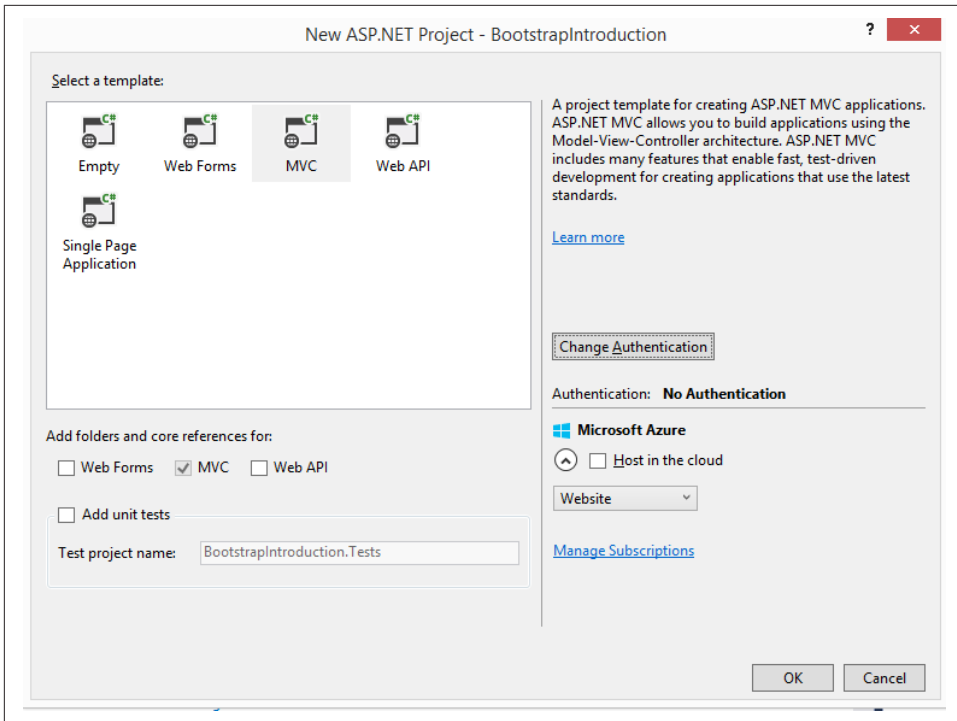 New ASP.NET Project - BootstrapIntroduction
?
Select a template:
C# C# C# C#
Empty Web Forms MVC Web API
C#
Single Page
Application
A project template for creating ASP.NET MVC applications.
ASP.NET MVC allows you to build applications using the
Model-View-Controller architecture. ASP.NET MVC
includes many features that enable fast, test-driven
development for creating applications that use the latest
standards.
Learn more
Change Authentication
Authentication: No Authentication
Microsoft Azure
Host in the cloud
Website
Manage Subscriptions
Add folders and core references for:
Web Forms MVC Web API
Add unit tests
Test project name: BootstrapIntroduction.Tests
OK Cancel